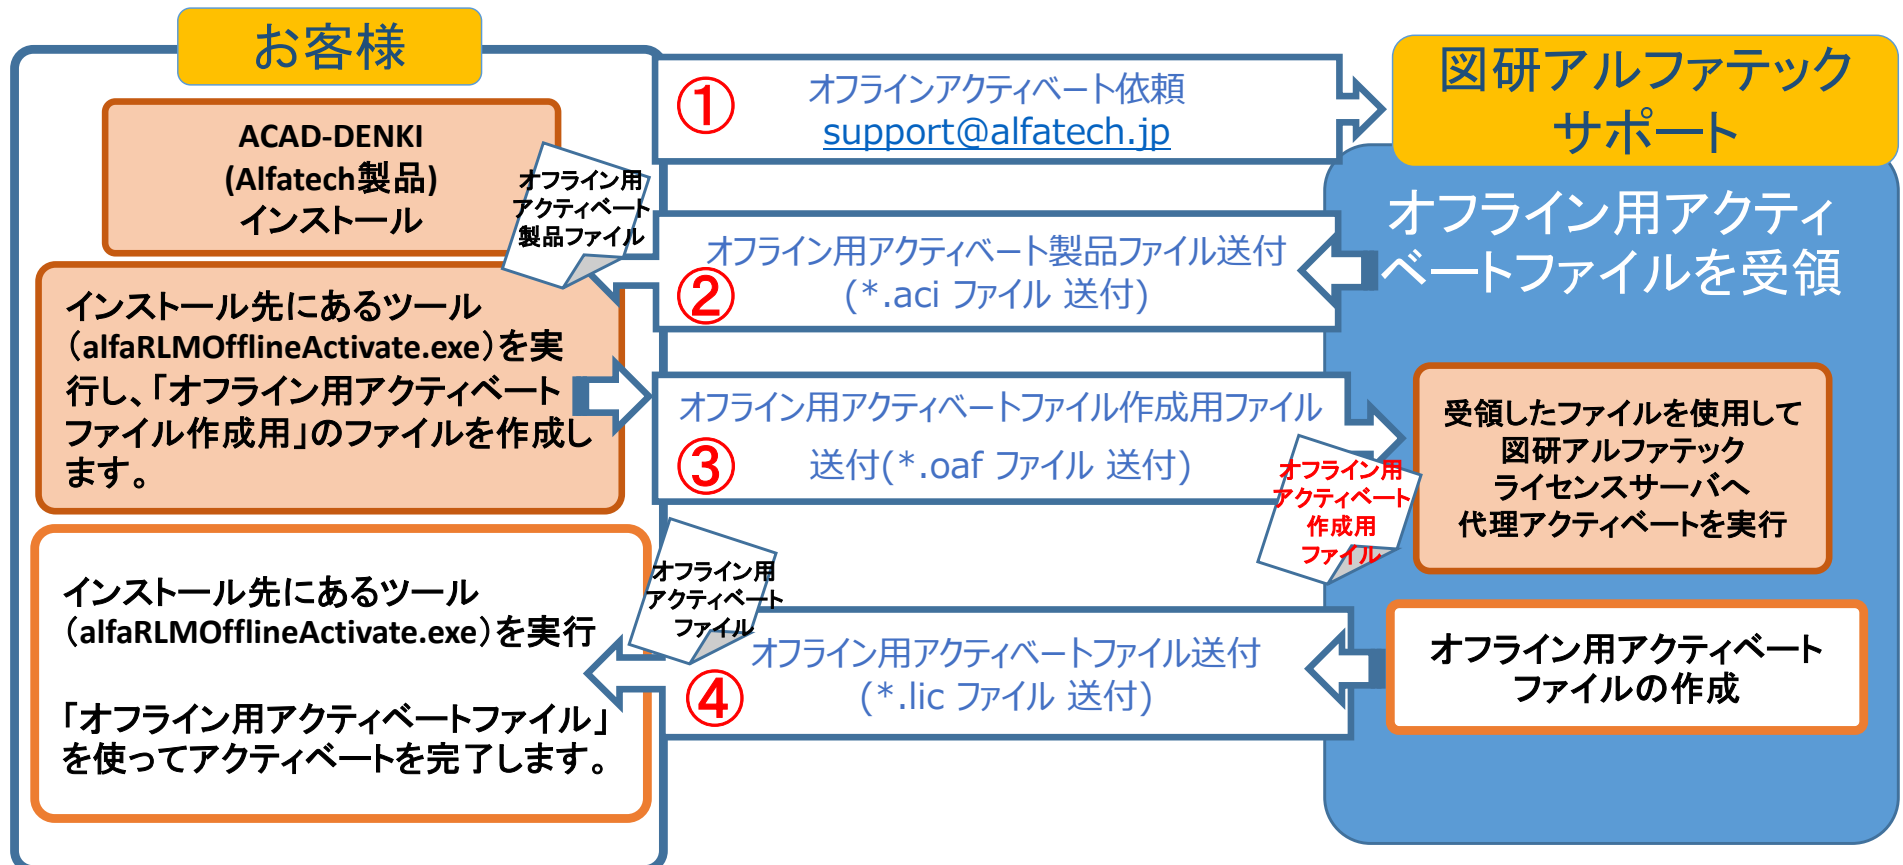 お客様
ACAD-DENKI
(Alfatech製品)
インストール
オフライン用
アクティベート
製品ファイル
インストール先にあるツール
（alfaRLMOfflineActivate.exe）を実
行し、「オフライン用アクティベート
ファイル作成用」のファイルを作成し
ます。
インストール先にあるツール
（alfaRLMOfflineActivate.exe）を実行
「オフライン用アクティベートファイル」
を使ってアクティベートを完了します。
①
オフラインアクティベート依頼
support@alfatech.jp
オフライン用アクティベート製品ファイル送付
②
(*.aci ファイル 送付)
オフライン用アクティベートファイル作成用ファイル
③
送付(*.oaf ファイル 送付)
オフライン用
アクティベート
作成用
ファイル
オフライン用
アクティベート
ファイル
オフライン用アクティベートファイル送付
④
(*.lic ファイル 送付)
図研アルファテック
サポート
オフライン用アクティ
ベートファイルを受領
受領したファイルを使用して
図研アルファテック
ライセンスサーバへ
代理アクティベートを実行
オフライン用アクティベート
ファイルの作成